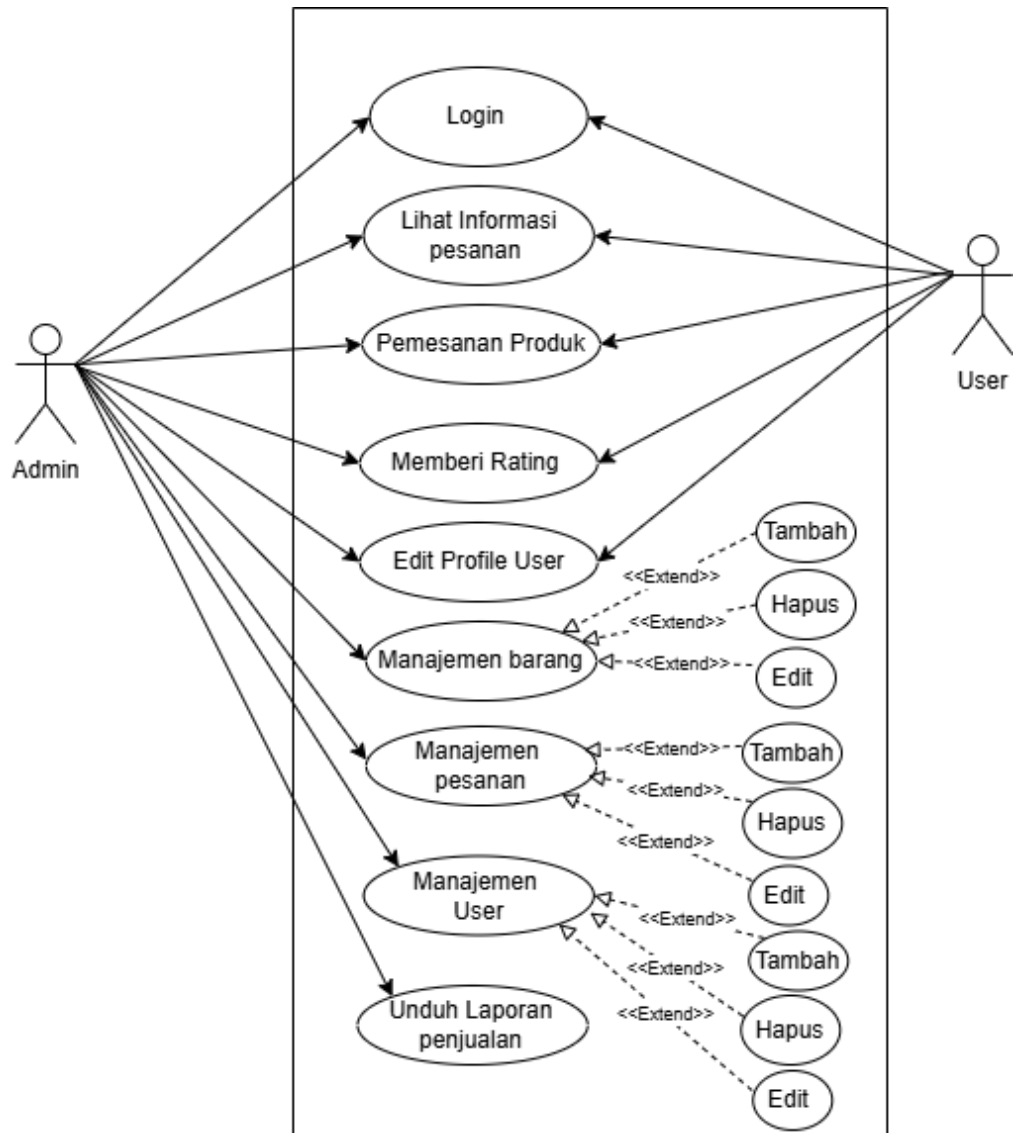 Login
Lihat Informasi
pesanan
Pemesanan Produk
User
Admin
Memberi Rating
Edit Profile User
Tambah
<<Extend>>
Hapus
<<Extend>>
Manajemen barang
<<Extend>>
Edit
Manajemen
pesanan
<<Extend>>
Tambah
<<Extend>>
Hapus
<<Extend>>
Edit
Manajemen
User
<<Extend>>
Tambah
<<Extend>>
Hapus
<<Extend>>
Edit
Unduh Laporan
penjualan